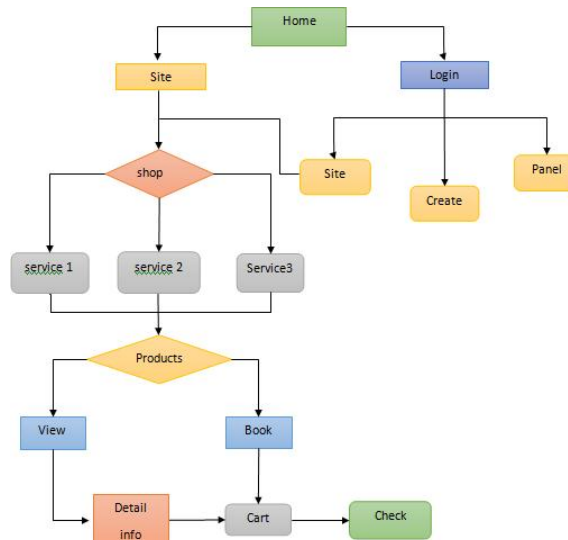 Home
Site
Login
shop
Site
Panel
Create
service 1
service 2
Service3
Products
View
Book
Detail
info
Cart
Check